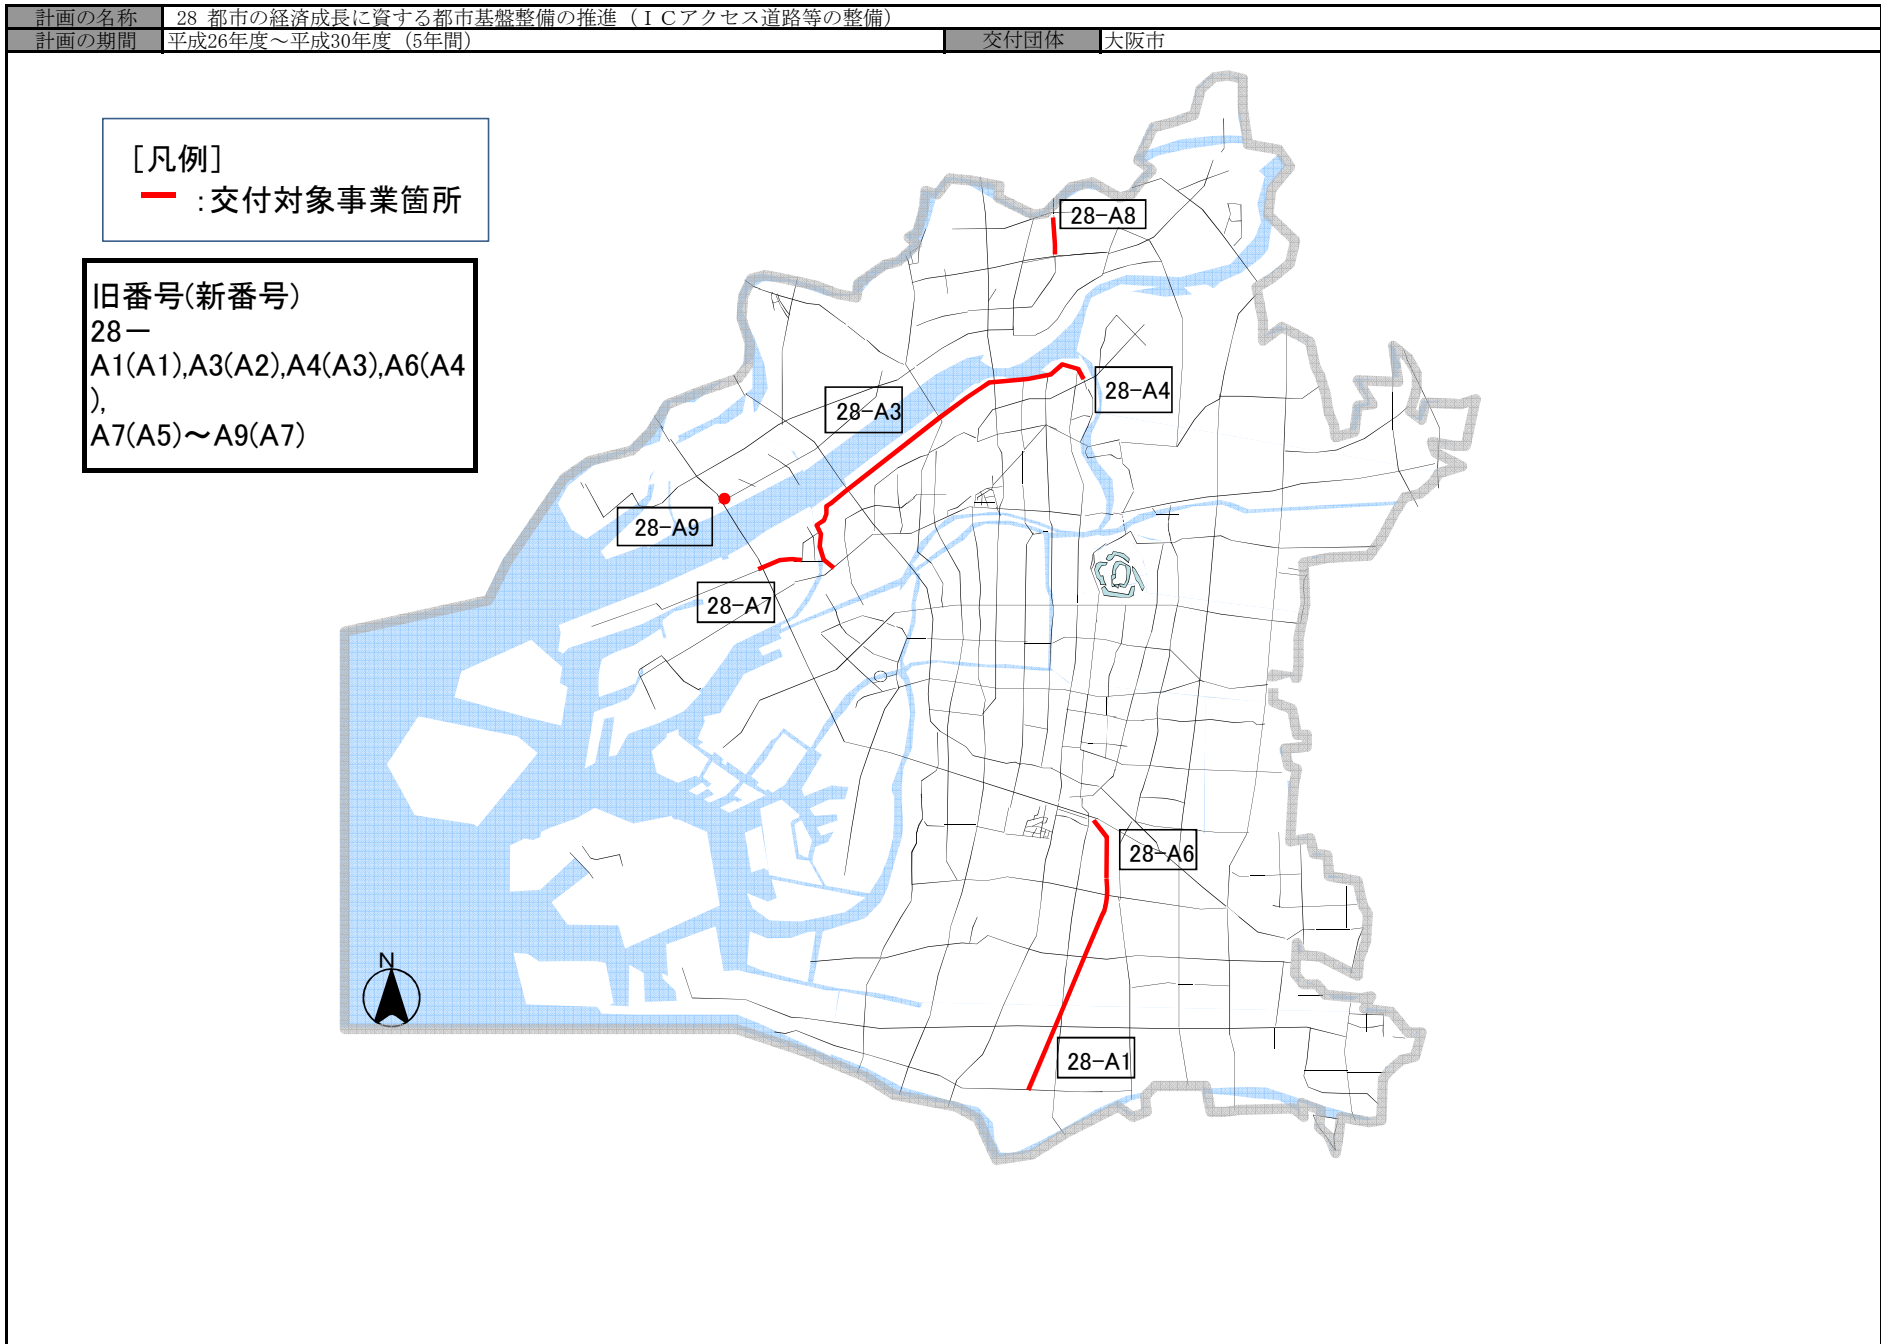 計画の名称 28 都市の経済成長に資する都市基盤整備の推進(ICアクセス道路等の整備)
計画の期間 平成26年度～平成30年度 (5年間) 交付団体 大阪市
[凡例]
:交付対象事業箇所
旧番号(新番号)
28－
A1(A1),A3(A2),A4(A3),A6(A4
),
A7(A5)～A9(A7)
28-A8
28-A4
28-A3
28-A9
28-A7
28-A6
N
28-A1